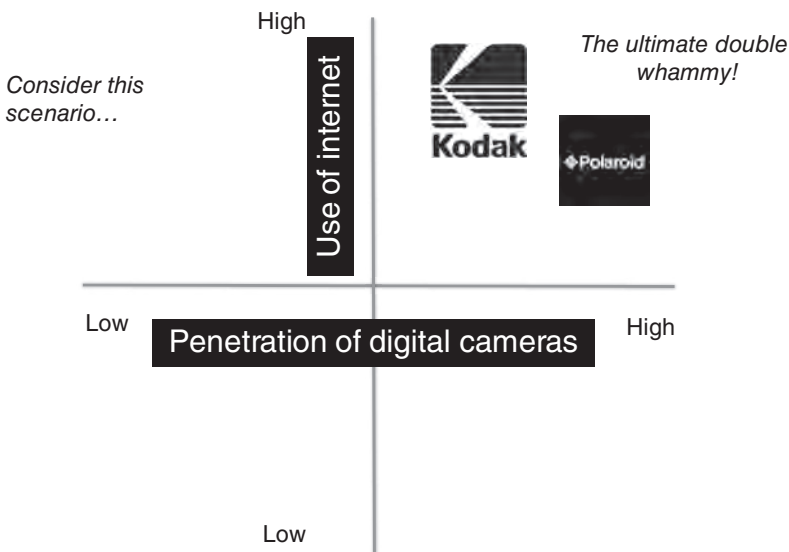 High
The ultimate double
whammy!
Consider this
scenario…
Use of internet
Kodak
Polaroid
Low
High
Penetration of digital cameras
Low